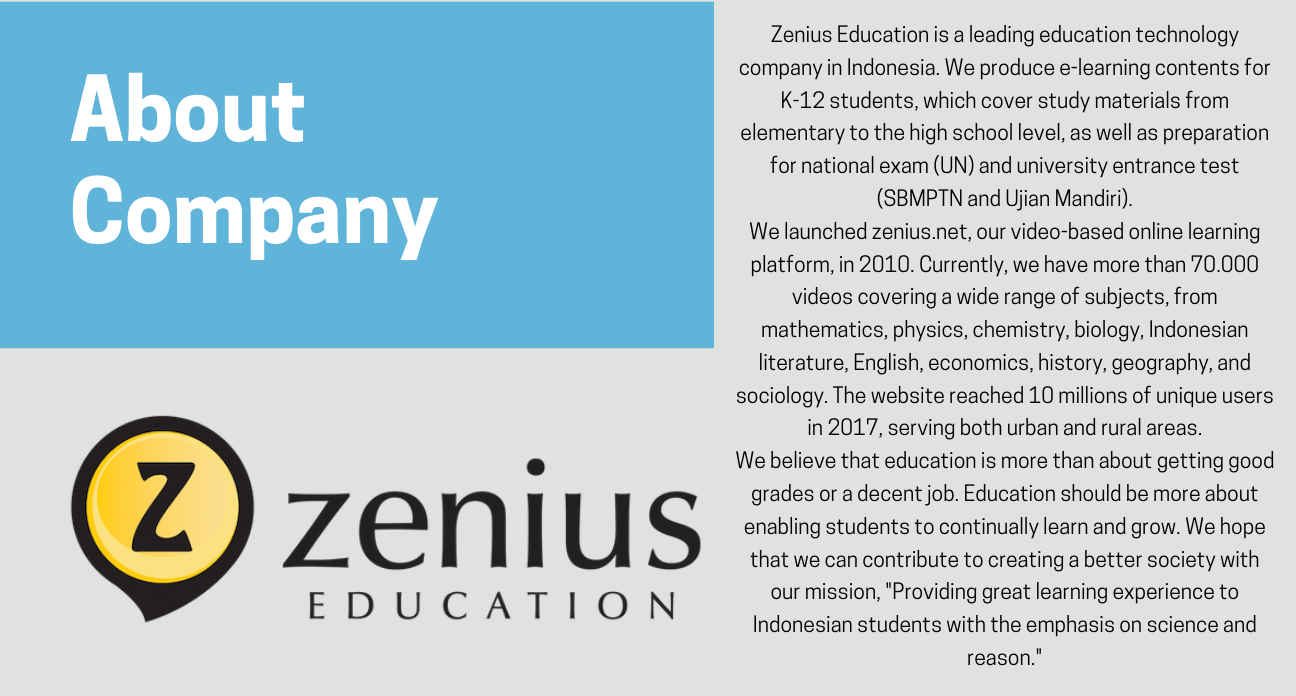 About
Company
Z
zenius
EDUCATION
Zenius Education is a leading education technology
company in Indonesia. We produce e-learning contents for
K-12 students, which cover study materials from
elementary to the high school level, as well as preparation
for national exam (UN) and university entrance test
(SBMPTN and Ujian Mandiri).
We launched zenius.net, our video-based online learning
platform, in 2010. Currently, we have more than 70.000
videos covering a wide range of subjects, from
mathematics, physics, chemistry, biology, Indonesian
literature, English, economics, history, geography, and
sociology. The website reached 10 millions of unique users
in 2017, serving both urban and rural areas.
We believe that education is more than about getting good
grades or a decent job. Education should be more about
enabling students to continually learn and grow. We hope
that we can contribute to creating a better society with
our mission, "Providing great learning experience to
Indonesian students with the emphasis on science and
reason."